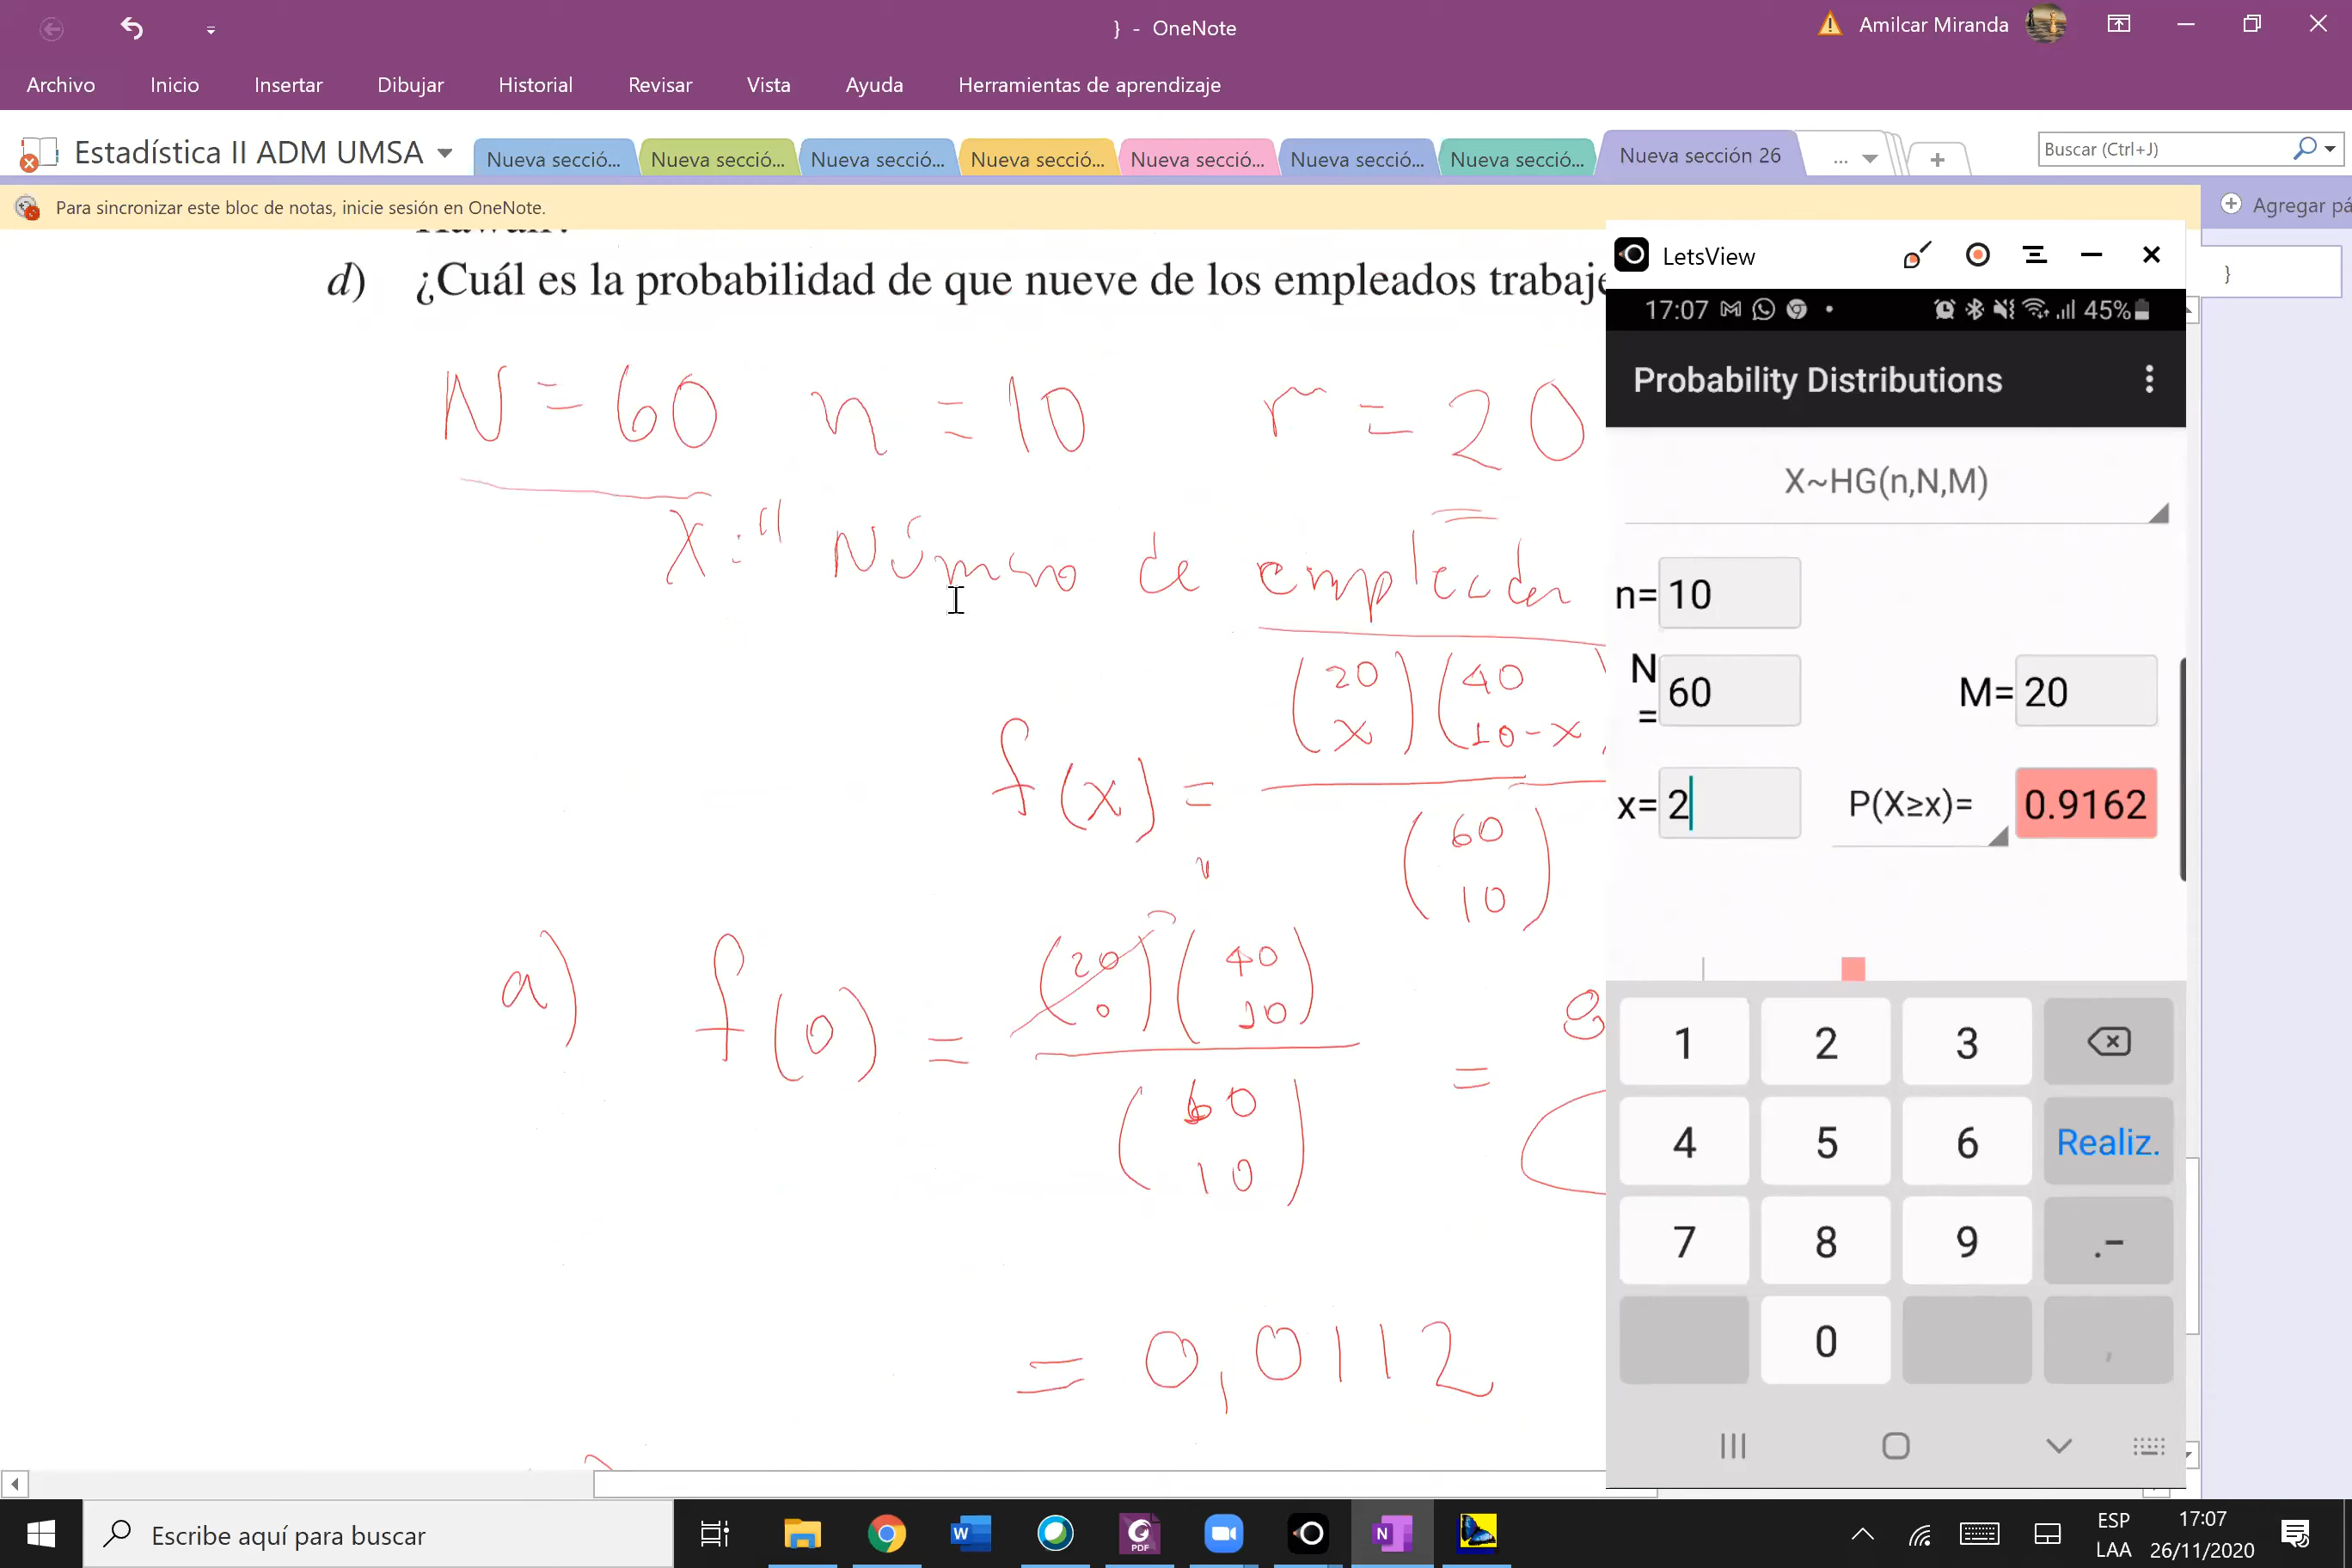 } - OneNote
Amilcar Miranda
Archivo Inicio Insertar Dibujar Historial Revisar Vista Ayuda Herramientas de aprendizaje
Estadística II ADM UMSA
Nueva secció... Nueva secció... Nueva secció... Nueva secció... Nueva secció... Nueva secció... Nueva secció... Nueva sección 26 ... +
Buscar (Ctrl+J)
Para sincronizar este bloc de notas, inicie sesión en OneNote.
Agregar pá
}
d) ¿Cuál es la probabilidad de que nueve de los empleados trabaje
N = 60 n = 10 r = 20
X: " Número de empleados
f(x) = (20 x)(40 10-x) / (60 10)
a) f(0) = (20 0)(40 10) / (60 10) = 8
= 0,0112
LetsView
17:07 45%
Probability Distributions
X~HG(n,N,M)
n= 10
N= 60 M= 20
x= 2 P(X≥x)= 0.9162
1 2 3
4 5 6 Realiz.
7 8 9 .-
0 ,
Escribe aquí para buscar
ESP
LAA
17:07
26/11/2020